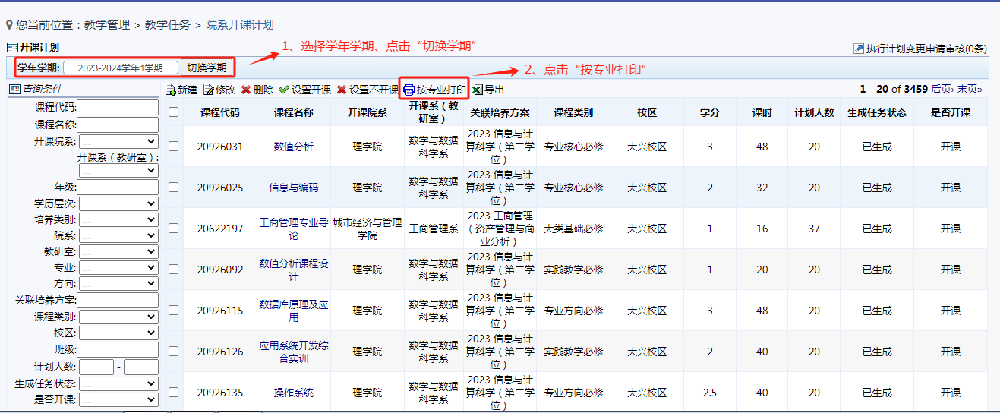 您当前位置：教学管理 > 教学任务 > 院系开课计划
开课计划
1、选择学年学期、点击“切换学期”
执行计划变更申请审核(0条)
学年学期: 2023-2024学年1学期 切换学期
2、点击“按专业打印”
查询条件
新建 修改 删除 设置开课 设置不开课 按专业打印 导出
1 - 20 of 3459 后页› 末页»
课程代码:
课程名称:
开课院系: ...
开课系（教研室）:
...
年级:
学历层次: ...
培养类别: ...
院系: ...
教研室: ...
专业: ...
方向: ...
关联培养方案:
课程类别: ...
校区: ...
班级:
计划人数: -
生成任务状态: ...
是否开课: ...
课程代码 课程名称 开课院系 开课系（教研室） 关联培养方案 课程类别 校区 学分 课时 计划人数 生成任务状态 是否开课
20926031 数值分析 理学院 数学与数据科学系 2023 信息与计算科学（第二学位） 专业核心必修 大兴校区 3 48 20 已生成 开课
20926025 信息与编码 理学院 数学与数据科学系 2023 信息与计算科学（第二学位） 专业核心必修 大兴校区 2 32 20 已生成 开课
20622197 工商管理专业导论 城市经济与管理学院 工商管理系 2023 工商管理（资产管理与商业分析） 大类基础必修 大兴校区 1 16 37 已生成 开课
20926092 数值分析课程设计 理学院 数学与数据科学系 2023 信息与计算科学（第二学位） 实践教学必修 大兴校区 1 20 20 已生成 开课
20926115 数据库原理及应用 理学院 数学与数据科学系 2023 信息与计算科学（第二学位） 专业方向必修 大兴校区 3 48 20 已生成 开课
20926126 应用系统开发综合实训 理学院 数学与数据科学系 2023 信息与计算科学（第二学位） 实践教学必修 大兴校区 2 40 20 已生成 开课
20926135 操作系统 理学院 数学与数据科学系 2023 信息与计算科学（第二学位） 专业方向必修 大兴校区 2.5 40 20 已生成 开课